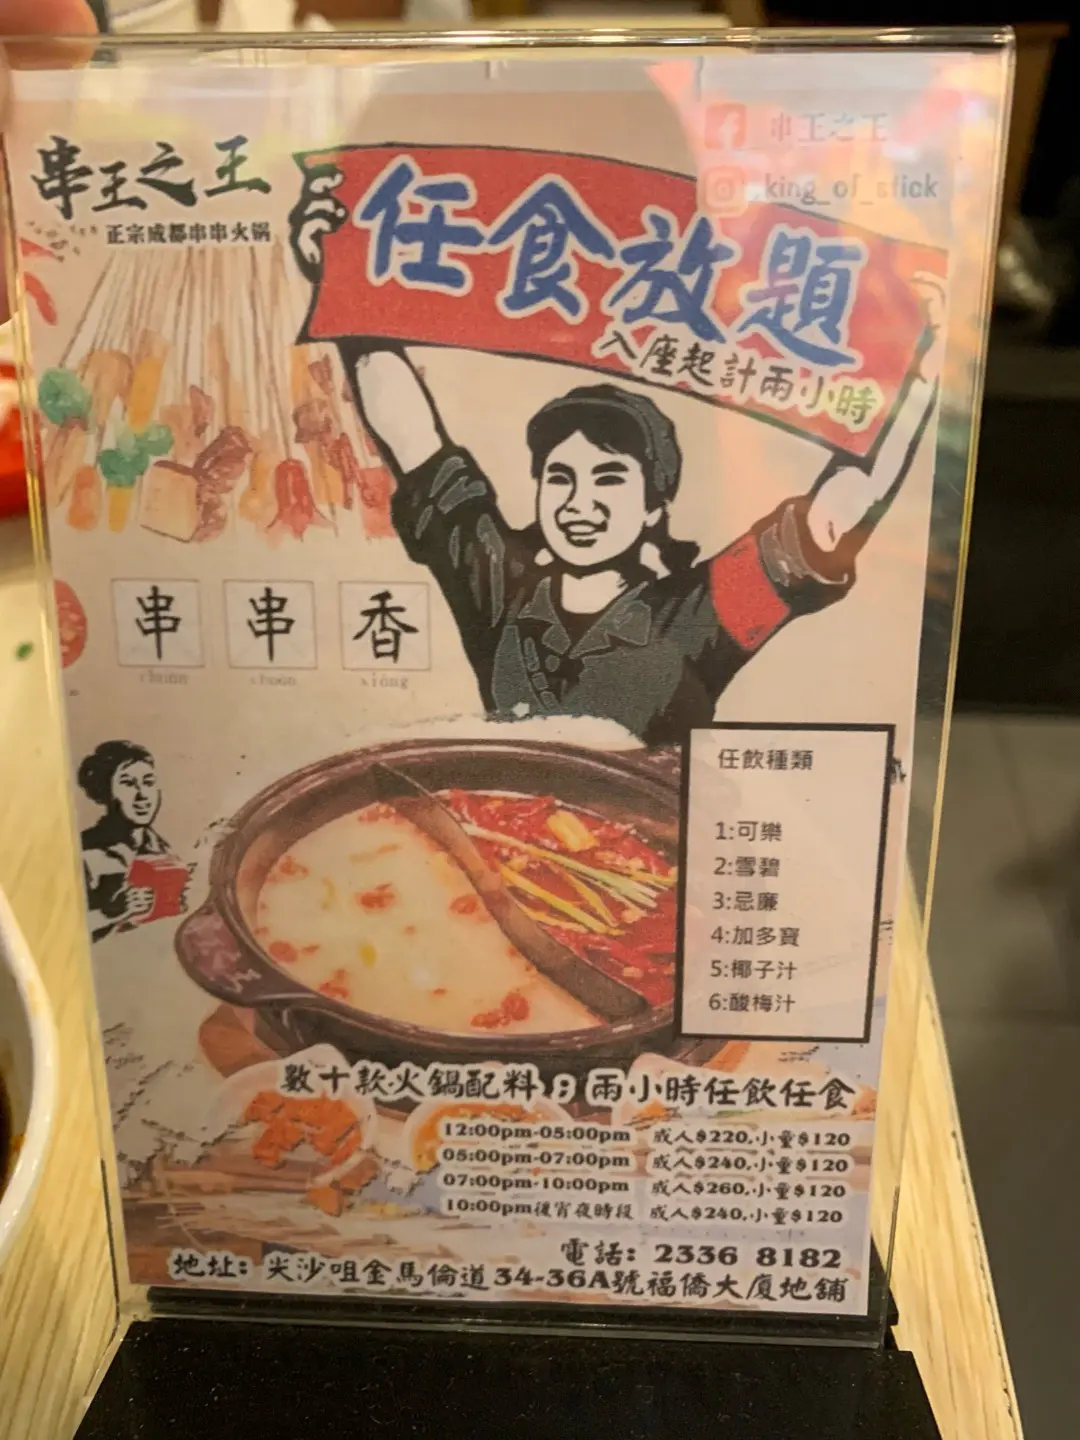 串王之王
正宗成都串串火锅
串王之王
king_of_stick
任食放題
入座起計兩小時
串 串 香
任飲種類
1:可樂
2:雪碧
3:忌廉
4:加多寶
5:椰子汁
6:酸梅汁
數十款火鍋配料;兩小時任飲任食
12:00pm-05:00pm 成人$220,小童$120
05:00pm-07:00pm 成人$240,小童$120
07:00pm-10:00pm 成人$260,小童$120
10:00pm後宵夜時段 成人$240,小童$120
電話: 2336 8182
地址: 尖沙咀金馬倫道34-36A號福僑大廈地舖